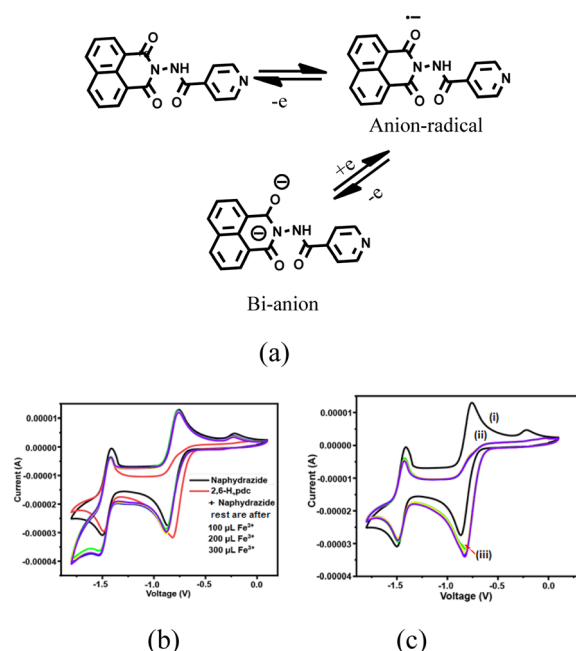 O
N-NH
N
O
O
-e
•–
O
N-NH
N
O
O
Anion-radical
+e
-e
⊖
O
⊖
N-NH
N
O
O
Bi-anion
(a)
0.00001
0.00000
-0.00001
-0.00002
-0.00003
-0.00004
Current (A)
-1.5
-1.0
-0.5
0.0
Voltage (V)
Naphydrazide
2,6-H₂pdc
+ Naphydrazide
rest are after
100 µL Fe³⁺
200 µL Fe³⁺
300 µL Fe³⁺
(b)
0.00001
0.00000
-0.00001
-0.00002
-0.00003
-0.00004
Current (A)
-1.5
-1.0
-0.5
0.0
Voltage (V)
(i)
(ii)
(iii)
(c)